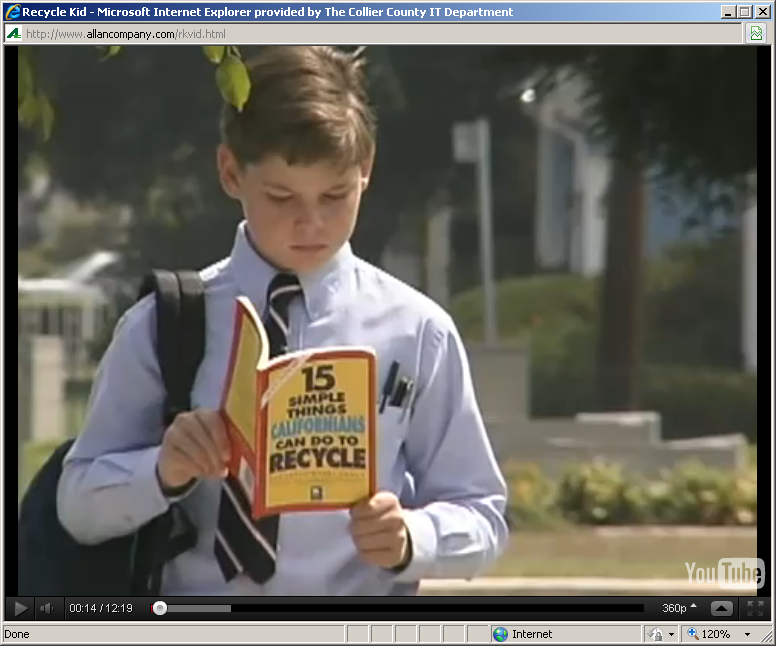 Recycle Kid - Microsoft Internet Explorer provided by The Collier County IT Department
http://www.allancompany.com/rkvid.html
15
SIMPLE
THINGS
CALIFORNIANS
CAN DO TO
RECYCLE
YouTube
00:14 / 12:19
360p
Done
Internet
120%